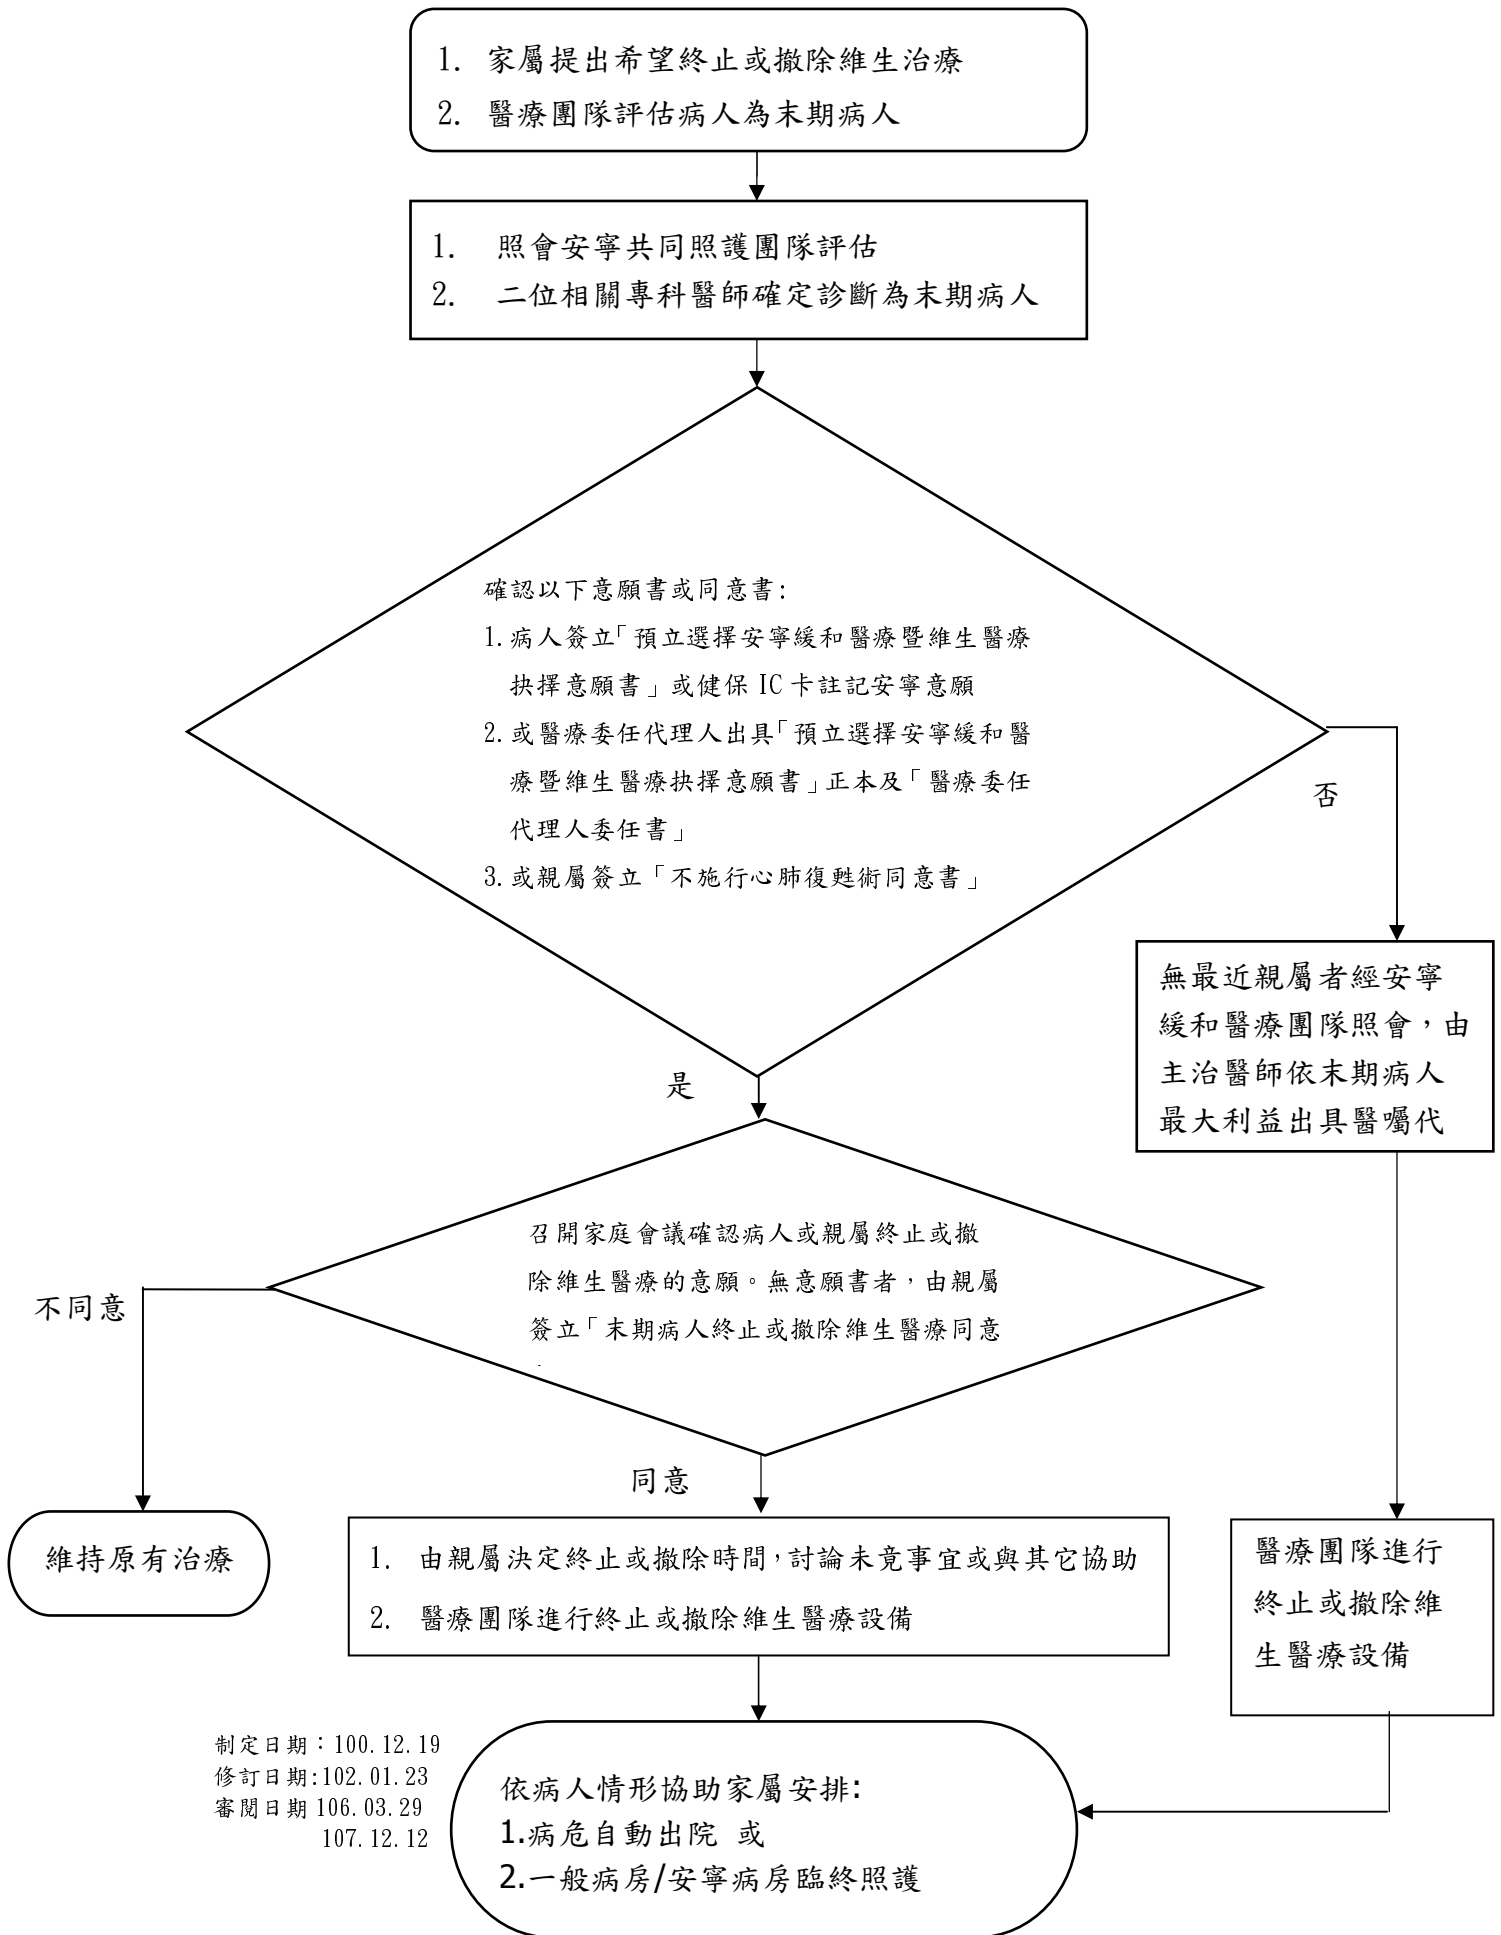 1. 家屬提出希望終止或撤除維生治療
2. 醫療團隊評估病人為末期病人
1. 照會安寧共同照護團隊評估
2. 二位相關專科醫師確定診斷為末期病人
確認以下意願書或同意書:
1.病人簽立「預立選擇安寧緩和醫療暨維生醫療
抉擇意願書」或健保 IC 卡註記安寧意願
2.或醫療委任代理人出具「預立選擇安寧緩和醫
療暨維生醫療抉擇意願書」正本及「醫療委任
代理人委任書」
3.或親屬簽立「不施行心肺復甦術同意書」
否
無最近親屬者經安寧
緩和醫療團隊照會，由
主治醫師依末期病人
最大利益出具醫囑代
是
召開家庭會議確認病人或親屬終止或撤
除維生醫療的意願。無意願書者，由親屬
簽立「末期病人終止或撤除維生醫療同意
不同意
同意
維持原有治療
1. 由親屬決定終止或撤除時間，討論未竟事宜或與其它協助
2. 醫療團隊進行終止或撤除維生醫療設備
醫療團隊進行
終止或撤除維
生醫療設備
制定日期：100.12.19
修訂日期:102.01.23
審閱日期 106.03.29
107.12.12
依病人情形協助家屬安排:
1.病危自動出院 或
2.一般病房/安寧病房臨終照護